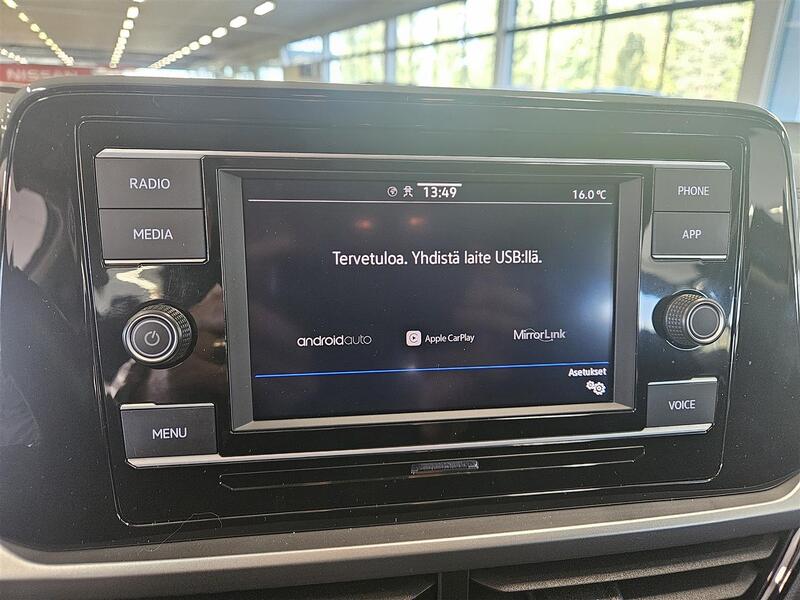 NISSAN
RADIO
MEDIA
MENU
13:49
16.0 °C
Tervetuloa. Yhdistä laite USB:llä.
androidauto
Apple CarPlay
MirrorLink
Asetukset
PHONE
APP
VOICE